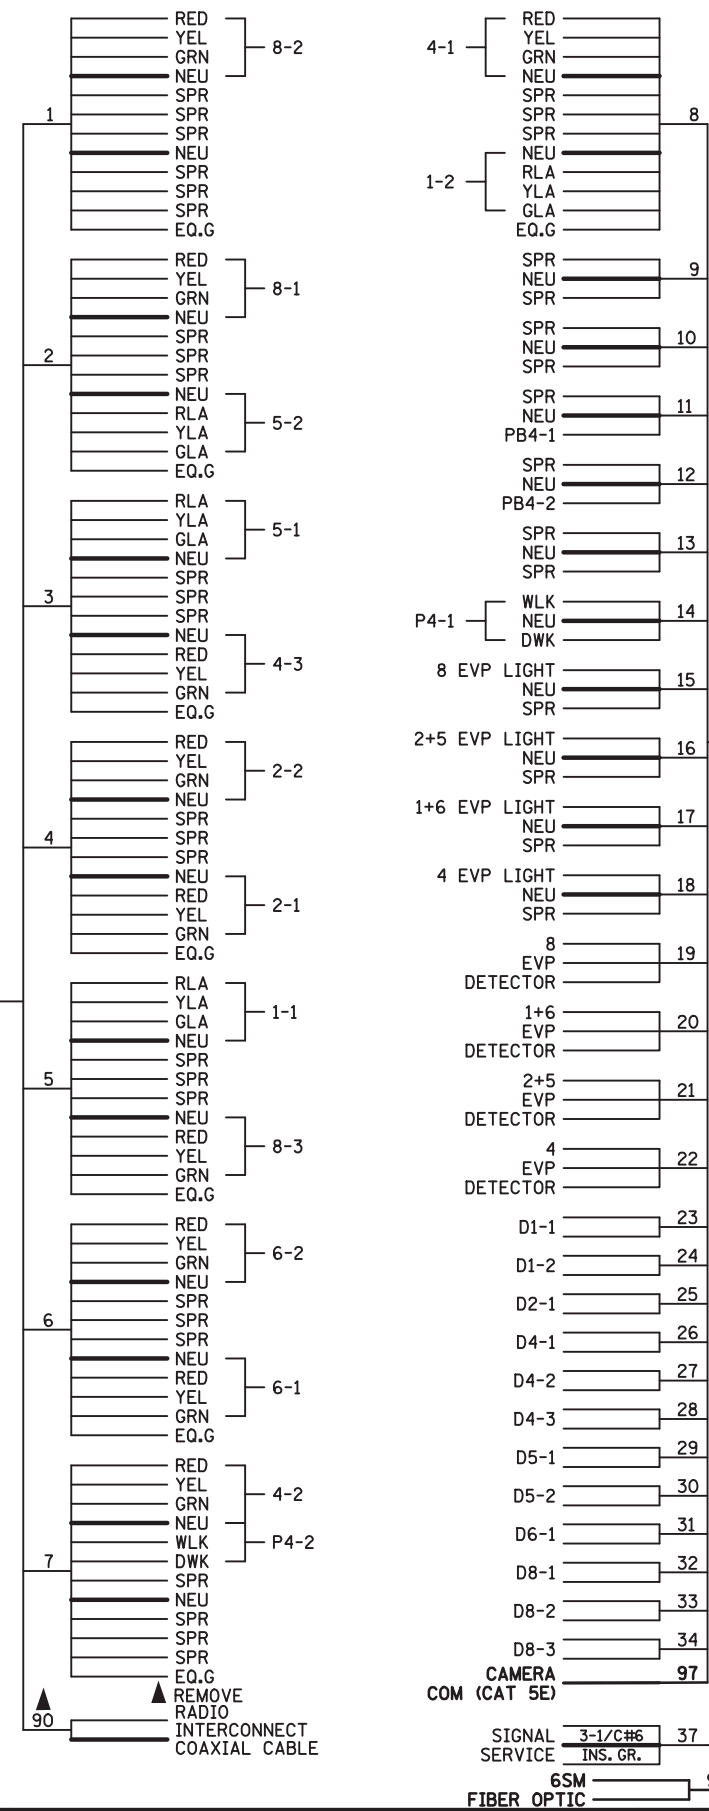 RED
YEL
GRN
NEU
8-2
SPR
SPR
SPR
1
NEU
SPR
SPR
SPR
EQ.G
RED
YEL
GRN
NEU
8-1
SPR
SPR
SPR
2
NEU
RLA
YLA
GLA
5-2
EQ.G
RLA
YLA
GLA
NEU
5-1
SPR
SPR
SPR
3
NEU
RED
YEL
GRN
4-3
EQ.G
RED
YEL
GRN
NEU
2-2
SPR
SPR
SPR
4
NEU
RED
YEL
GRN
2-1
EQ.G
RLA
YLA
GLA
NEU
1-1
SPR
SPR
SPR
5
NEU
RED
YEL
GRN
8-3
EQ.G
RED
YEL
GRN
NEU
6-2
SPR
SPR
SPR
6
NEU
RED
YEL
GRN
6-1
EQ.G
RED
YEL
GRN
NEU
4-2
WLK
DWK
P4-2
7
SPR
NEU
SPR
SPR
SPR
EQ.G
REMOVE
90
RADIO
INTERCONNECT
COAXIAL CABLE
4-1
RED
YEL
GRN
NEU
SPR
SPR
SPR
8
1-2
NEU
RLA
YLA
GLA
EQ.G
SPR
NEU
SPR
9
SPR
NEU
SPR
10
SPR
NEU
PB4-1
11
SPR
NEU
PB4-2
12
SPR
NEU
SPR
13
P4-1
WLK
NEU
DWK
14
8 EVP LIGHT
NEU
SPR
15
2+5 EVP LIGHT
NEU
SPR
16
1+6 EVP LIGHT
NEU
SPR
17
4 EVP LIGHT
NEU
SPR
18
8
EVP
DETECTOR
19
1+6
EVP
DETECTOR
20
2+5
EVP
DETECTOR
21
4
EVP
DETECTOR
22
D1-1 23
D1-2 24
D2-1 25
D4-1 26
D4-2 27
D4-3 28
D5-1 29
D5-2 30
D6-1 31
D8-1 32
D8-2 33
D8-3 34
CAMERA
COM (CAT 5E) 97
SIGNAL 3-1/C#6 37
SERVICE INS. GR.
6SM
FIBER OPTIC